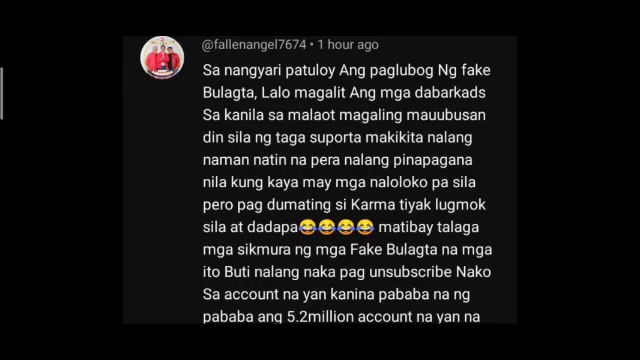 @fallenangel7674 • 1 hour ago
Sa nangyari patuloy Ang paglubog Ng fake
Bulagta, Lalo magalit Ang mga dabarkads
Sa kanila sa malaot magaling mauubusan
din sila ng taga suporta makikita nalang
naman natin na pera nalang pinapagana
nila kung kaya may mga naloloko pa sila
pero pag dumating si Karma tiyak lugmok
sila at dadapa😂😂😂😂 matibay talaga
mga sikmura ng mga Fake Bulagta na mga
ito Buti nalang naka pag unsubscribe Nako
Sa account na yan kanina pababa na ng
pababa ang 5.2million account na yan na